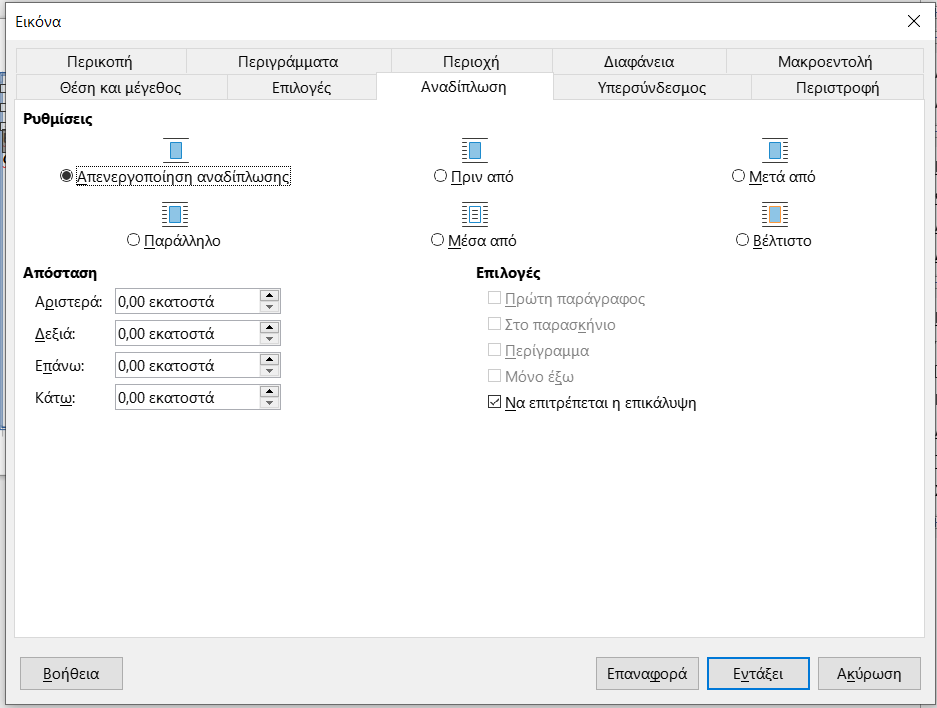 Εικόνα
Περικοπή Περιγράμματα Περιοχή Διαφάνεια Μακροεντολή
Θέση και μέγεθος Επιλογές Αναδίπλωση Υπερσύνδεσμος Περιστροφή
Ρυθμίσεις
Απενεργοποίηση αναδίπλωσης Πριν από Μετά από
Παράλληλο Μέσα από Βέλτιστο
Απόσταση
Αριστερά: 0,00 εκατοστά
Δεξιά: 0,00 εκατοστά
Επάνω: 0,00 εκατοστά
Κάτω: 0,00 εκατοστά
Επιλογές
Πρώτη παράγραφος
Στο παρασκήνιο
Περίγραμμα
Μόνο έξω
Να επιτρέπεται η επικάλυψη
Βοήθεια Επαναφορά Εντάξει Ακύρωση